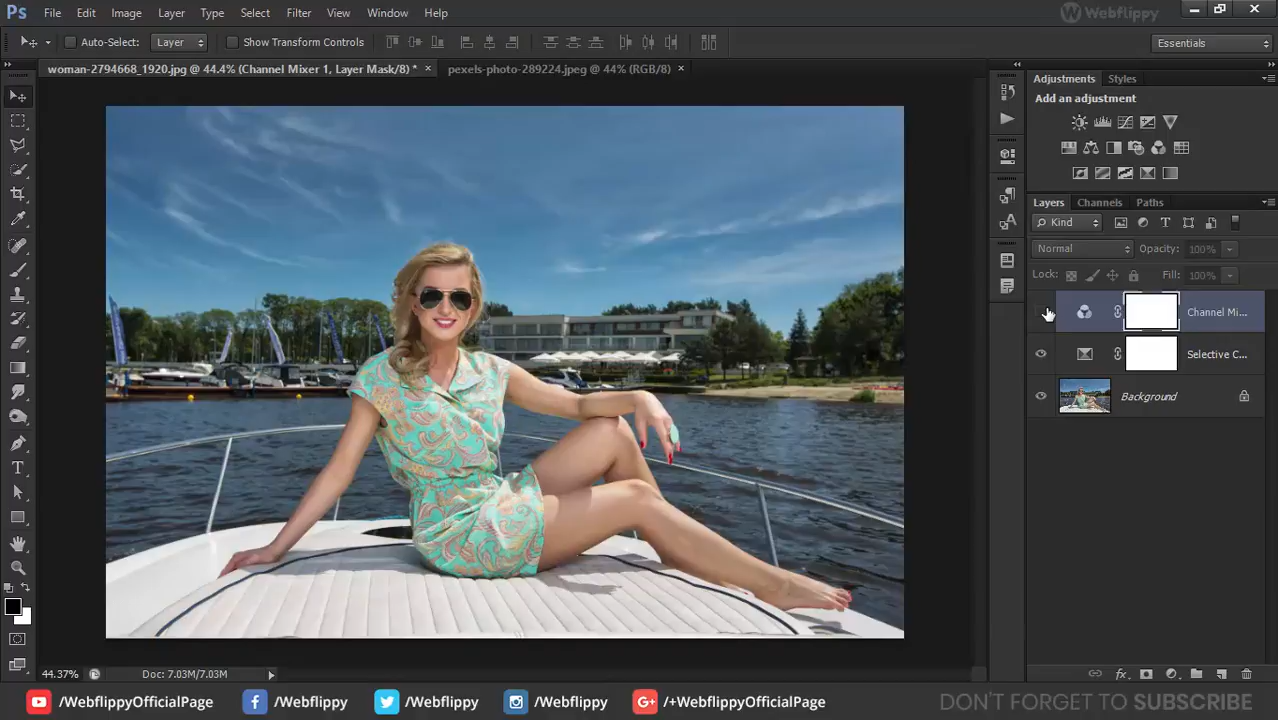 Ps File Edit Image Layer Type Select Filter View Window Help Webflippy
Auto-Select: Layer Show Transform Controls Essentials
woman-2794668_1920.jpg @ 44.4% (Channel Mixer 1, Layer Mask/8) * × pexels-photo-289224.jpeg @ 44% (RGB/8) ×
Adjustments Styles
Add an adjustment
Layers Channels Paths
Kind
Normal Opacity: 100%
Lock: Fill: 100%
Channel Mi...
Selective C...
Background
44.37% Doc: 7.03M/7.03M
/WebflippyOfficialPage /Webflippy /Webflippy /Webflippy /+WebflippyOfficialPage DON'T FORGET TO SUBSCRIBE